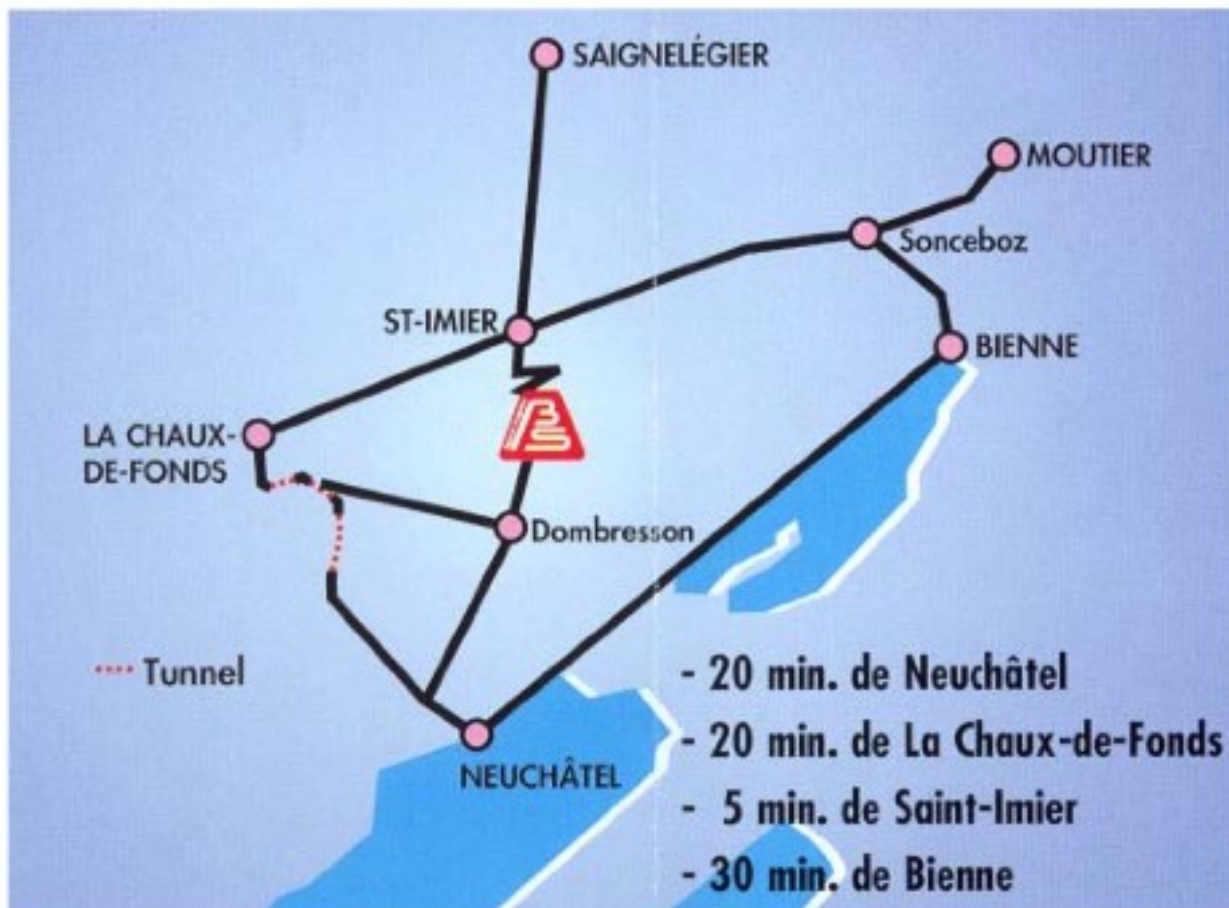 SAIGNELÉGIER
MOUTIER
Sonceboz
ST-IMIER
BIENNE
LA CHAUX-
DE-FONDS
Dombresson
Tunnel
NEUCHÂTEL
- 20 min. de Neuchâtel
- 20 min. de La Chaux-de-Fonds
- 5 min. de Saint-Imier
- 30 min. de Bienne